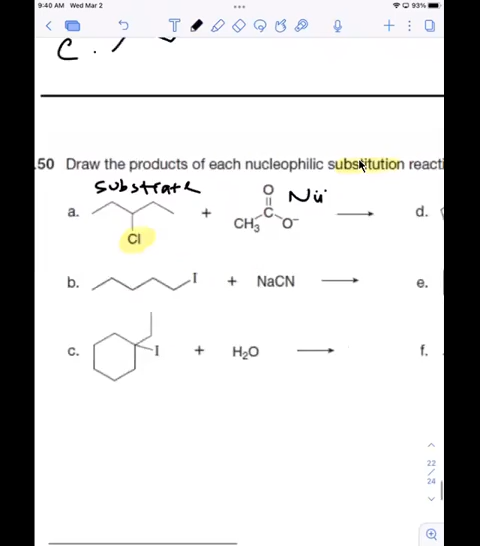 9:40 AM Wed Mar 2
93%
T
C.
.50 Draw the products of each nucleophilic substitution reacti
substrate
Nü
a.
Cl
+
O
CH3
C
O⁻
d.
b.
I
+
NaCN
e.
c.
I
+
H2O
f.
22
/
24